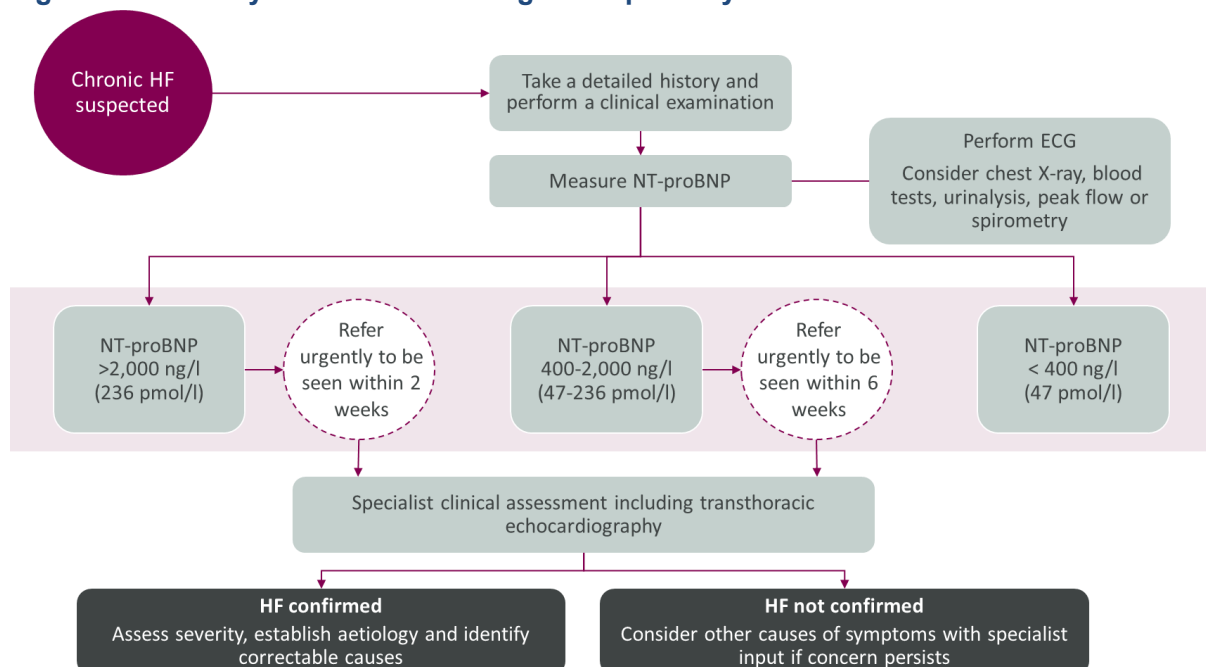 Chronic HF
suspected
Take a detailed history and
perform a clinical examination
Measure NT-proBNP
Perform ECG
Consider chest X-ray, blood
tests, urinalysis, peak flow or
spirometry
NT-proBNP
>2,000 ng/l
(236 pmol/l)
Refer
urgently to be
seen within 2
weeks
NT-proBNP
400-2,000 ng/l
(47-236 pmol/l)
Refer
urgently to be
seen within 6
weeks
NT-proBNP
< 400 ng/l
(47 pmol/l)
Specialist clinical assessment including transthoracic
echocardiography
HF confirmed
Assess severity, establish aetiology and identify
correctable causes
HF not confirmed
Consider other causes of symptoms with specialist
input if concern persists